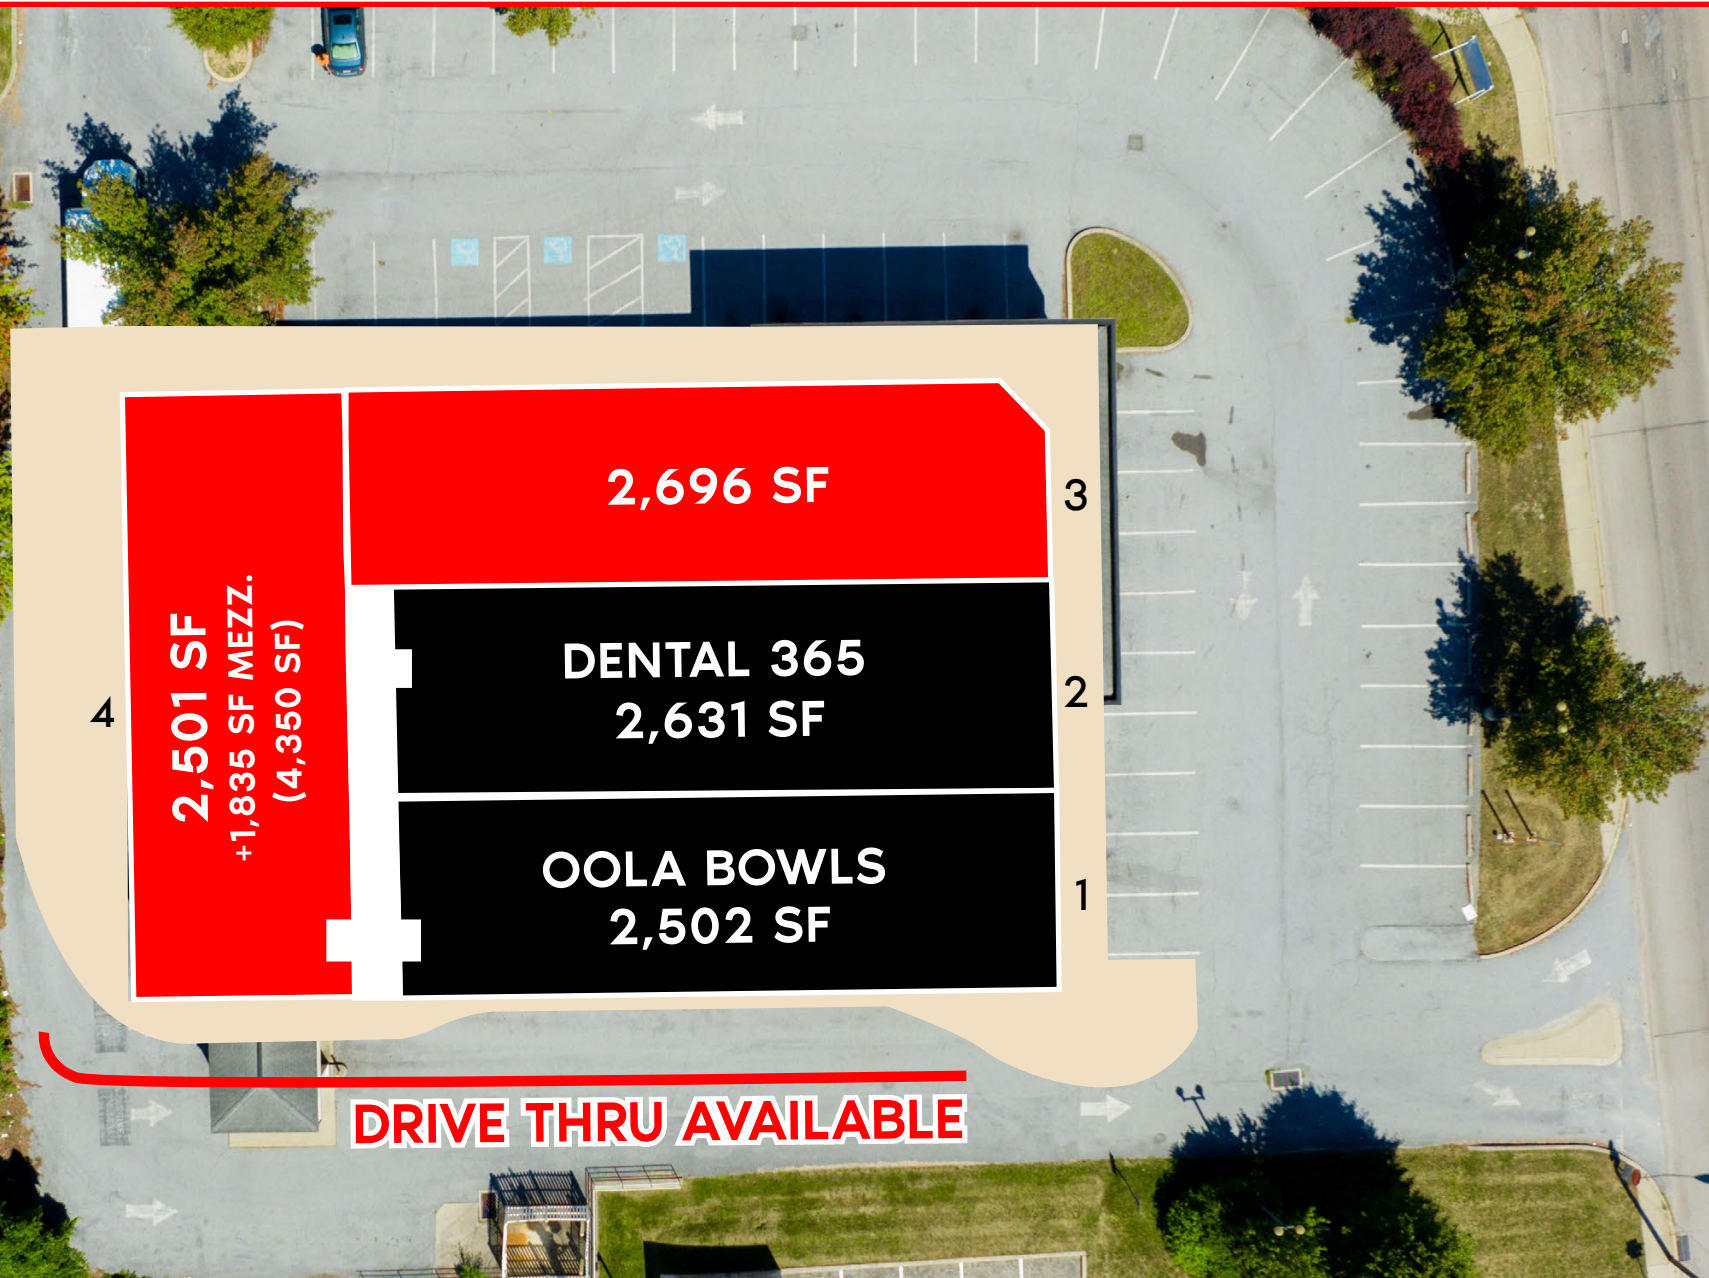 2,696 SF
3
DENTAL 365
2,631 SF
2
OOLA BOWLS
2,502 SF
1
4
2,501 SF
+1,835 SF MEZZ.
(4,350 SF)
DRIVE THRU AVAILABLE